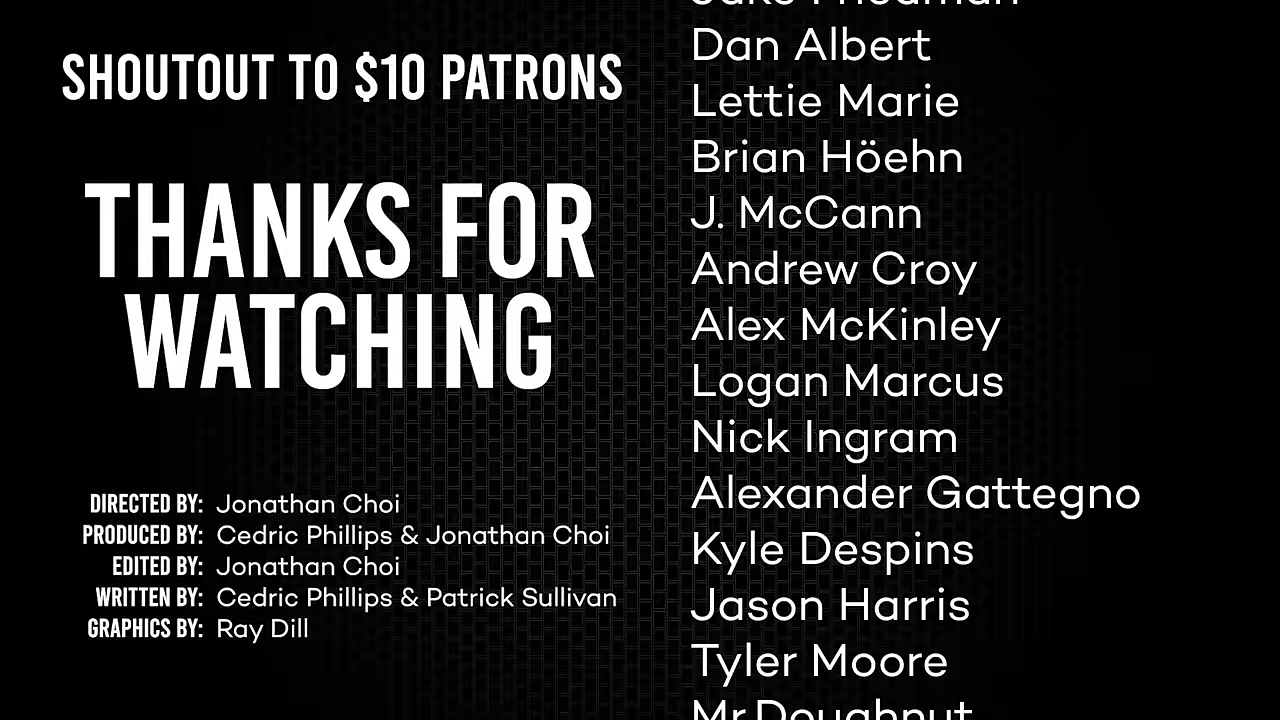 SHOUTOUT TO $10 PATRONS
THANKS FOR
WATCHING
DIRECTED BY: Jonathan Choi
PRODUCED BY: Cedric Phillips & Jonathan Choi
EDITED BY: Jonathan Choi
WRITTEN BY: Cedric Phillips & Patrick Sullivan
GRAPHICS BY: Ray Dill
Dan Albert
Lettie Marie
Brian Höehn
J. McCann
Andrew Croy
Alex McKinley
Logan Marcus
Nick Ingram
Alexander Gattegno
Kyle Despins
Jason Harris
Tyler Moore
Mr.Doughnut